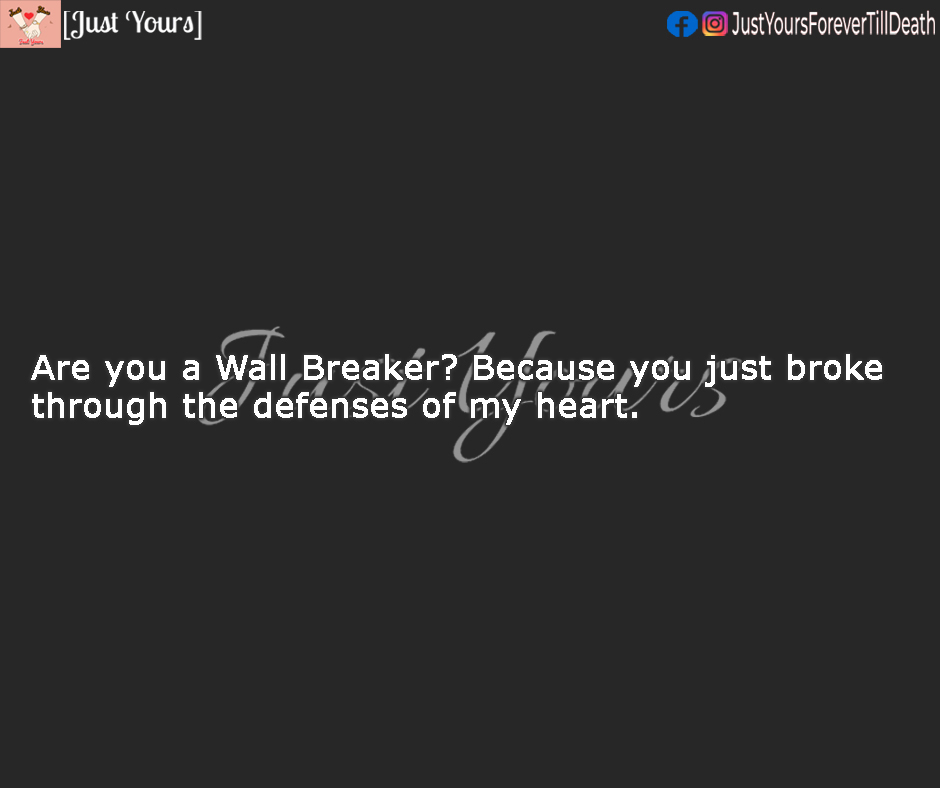 [Just Yours]
JustYoursForeverTillDeath
Just Yours
Are you a Wall Breaker? Because you just broke
through the defenses of my heart.
Just Yours